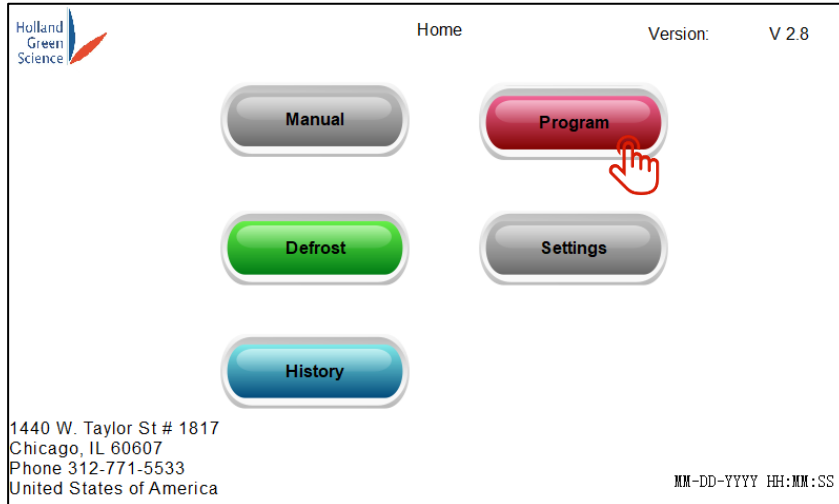 Holland
Green
Science
Home
Version: V 2.8
Manual
Program
Defrost
Settings
History
1440 W. Taylor St # 1817
Chicago, IL 60607
Phone 312-771-5533
United States of America
MM-DD-YYYY HH:MM:SS